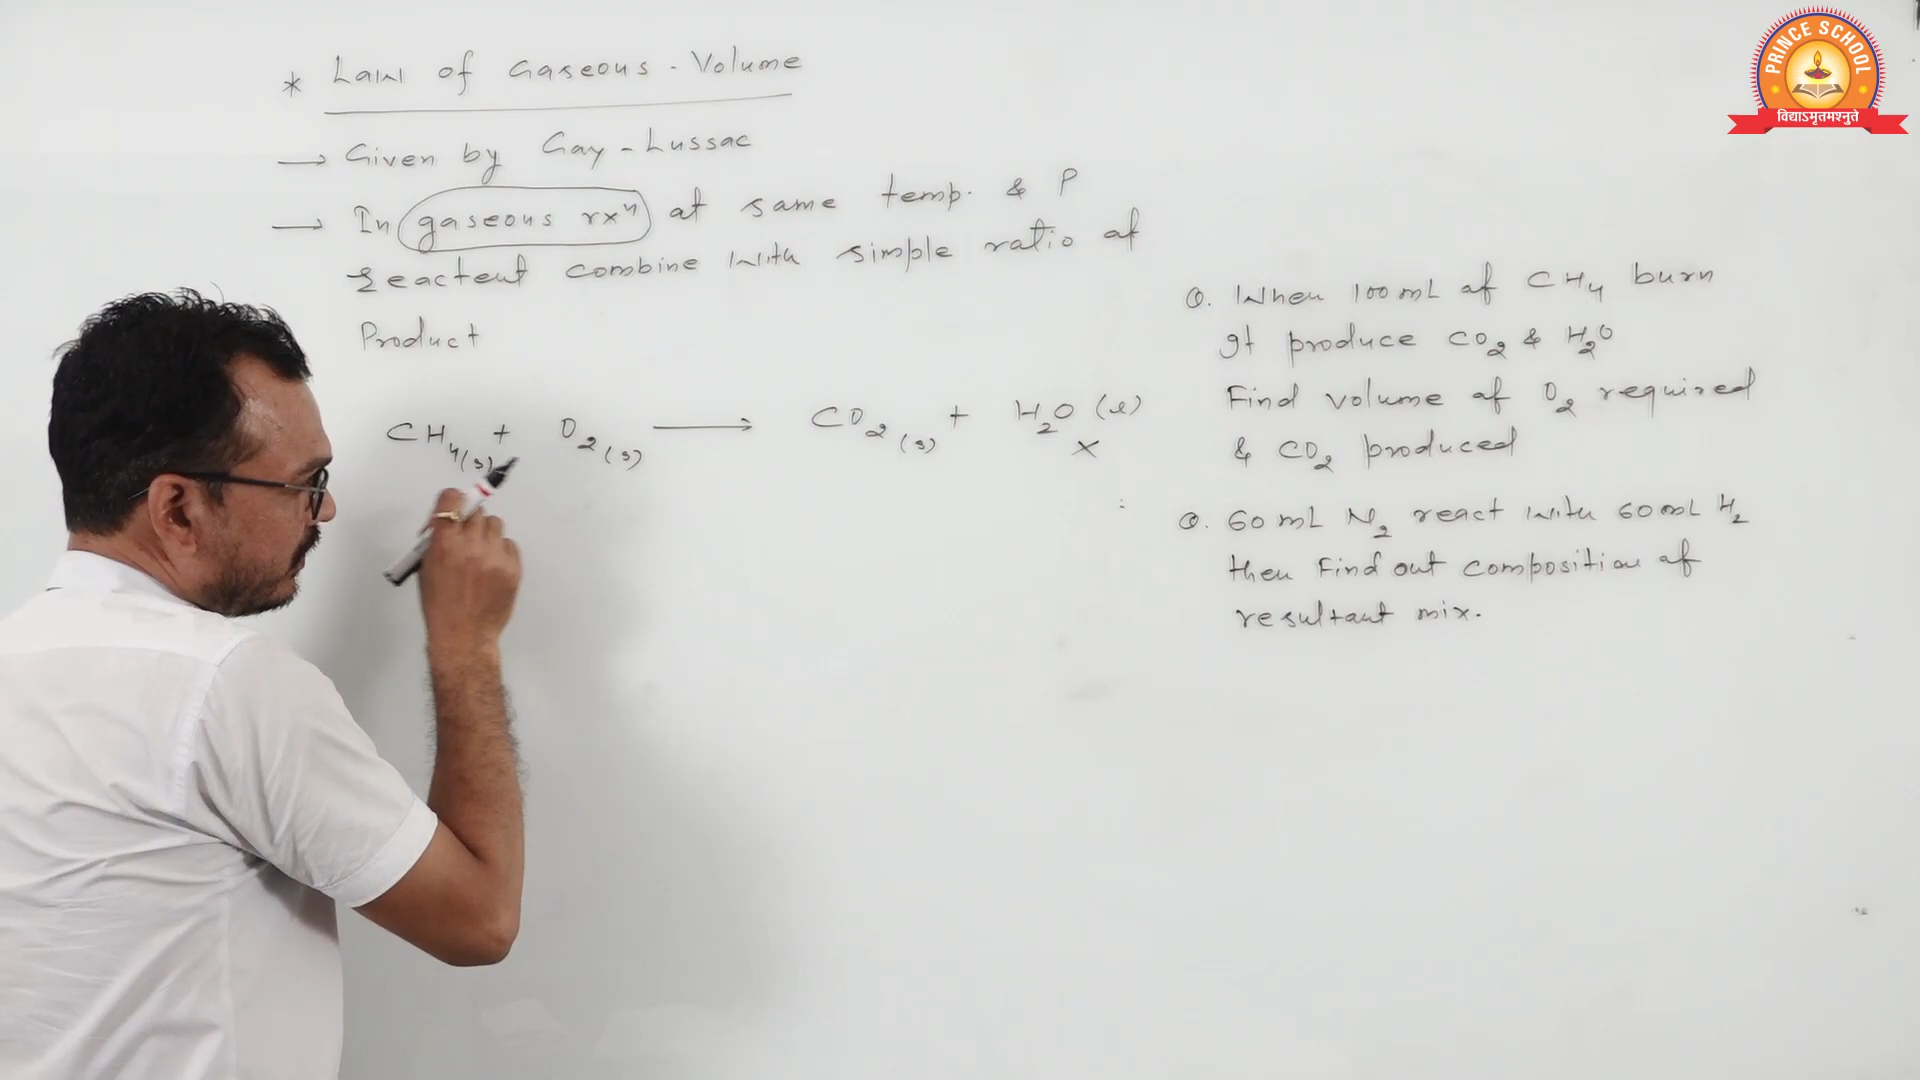 * Law of Gaseous-Volume
→ Given by Gay-Lussac
→ In gaseous rxⁿ at same temp. & P
reactent combine with simple ratio of
Product
CH₄(g) + O₂(g) → CO₂(g) + H₂O(l)
×
Q. When 100 mL of CH₄ burn
It produce CO₂ & H₂O
Find volume of O₂ required
& CO₂ produced
Q. 60 mL N₂ react with 60 mL H₂
then Find out composition of
resultant mix.
PRINCE SCHOOL
विद्याऽमृतमश्नुते